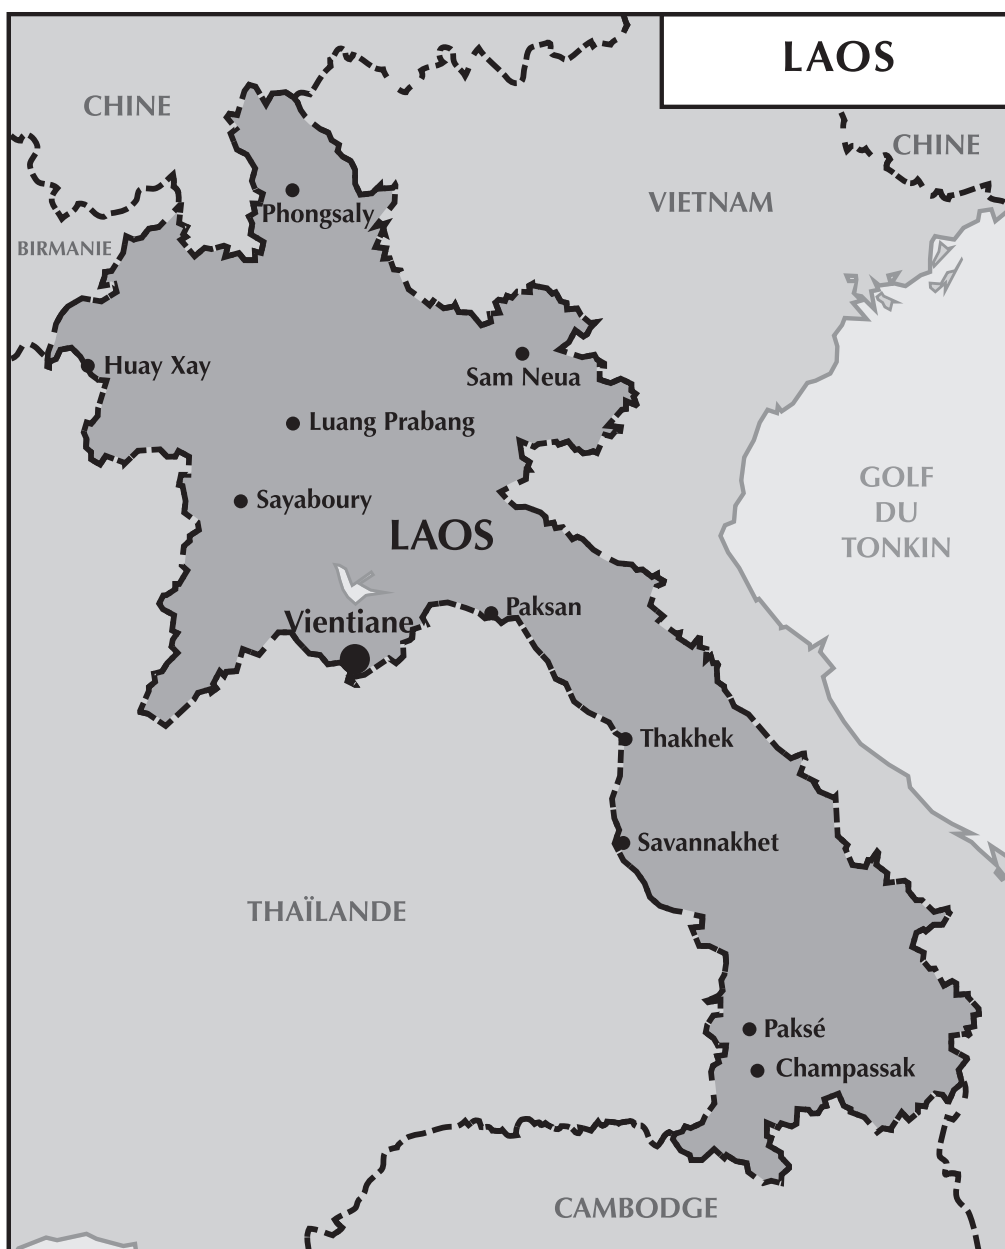 LAOS
CHINE
CHINE
VIETNAM
Phongsaly
BIRMANIE
Huay Xay
Sam Neua
Luang Prabang
GOLF
DU
TONKIN
Sayaboury
LAOS
Paksan
Vientiane
Thakhek
Savannakhet
THAÏLANDE
Paksé
Champassak
CAMBODGE